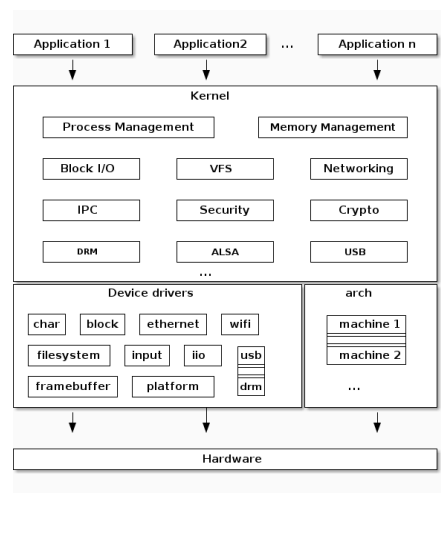 Application 1 Application2 ... Application n
Kernel
Process Management Memory Management
Block I/O VFS Networking
IPC Security Crypto
DRM ALSA USB
...
Device drivers arch
char block ethernet wifi machine 1
filesystem input iio usb machine 2
framebuffer platform drm ...
Hardware